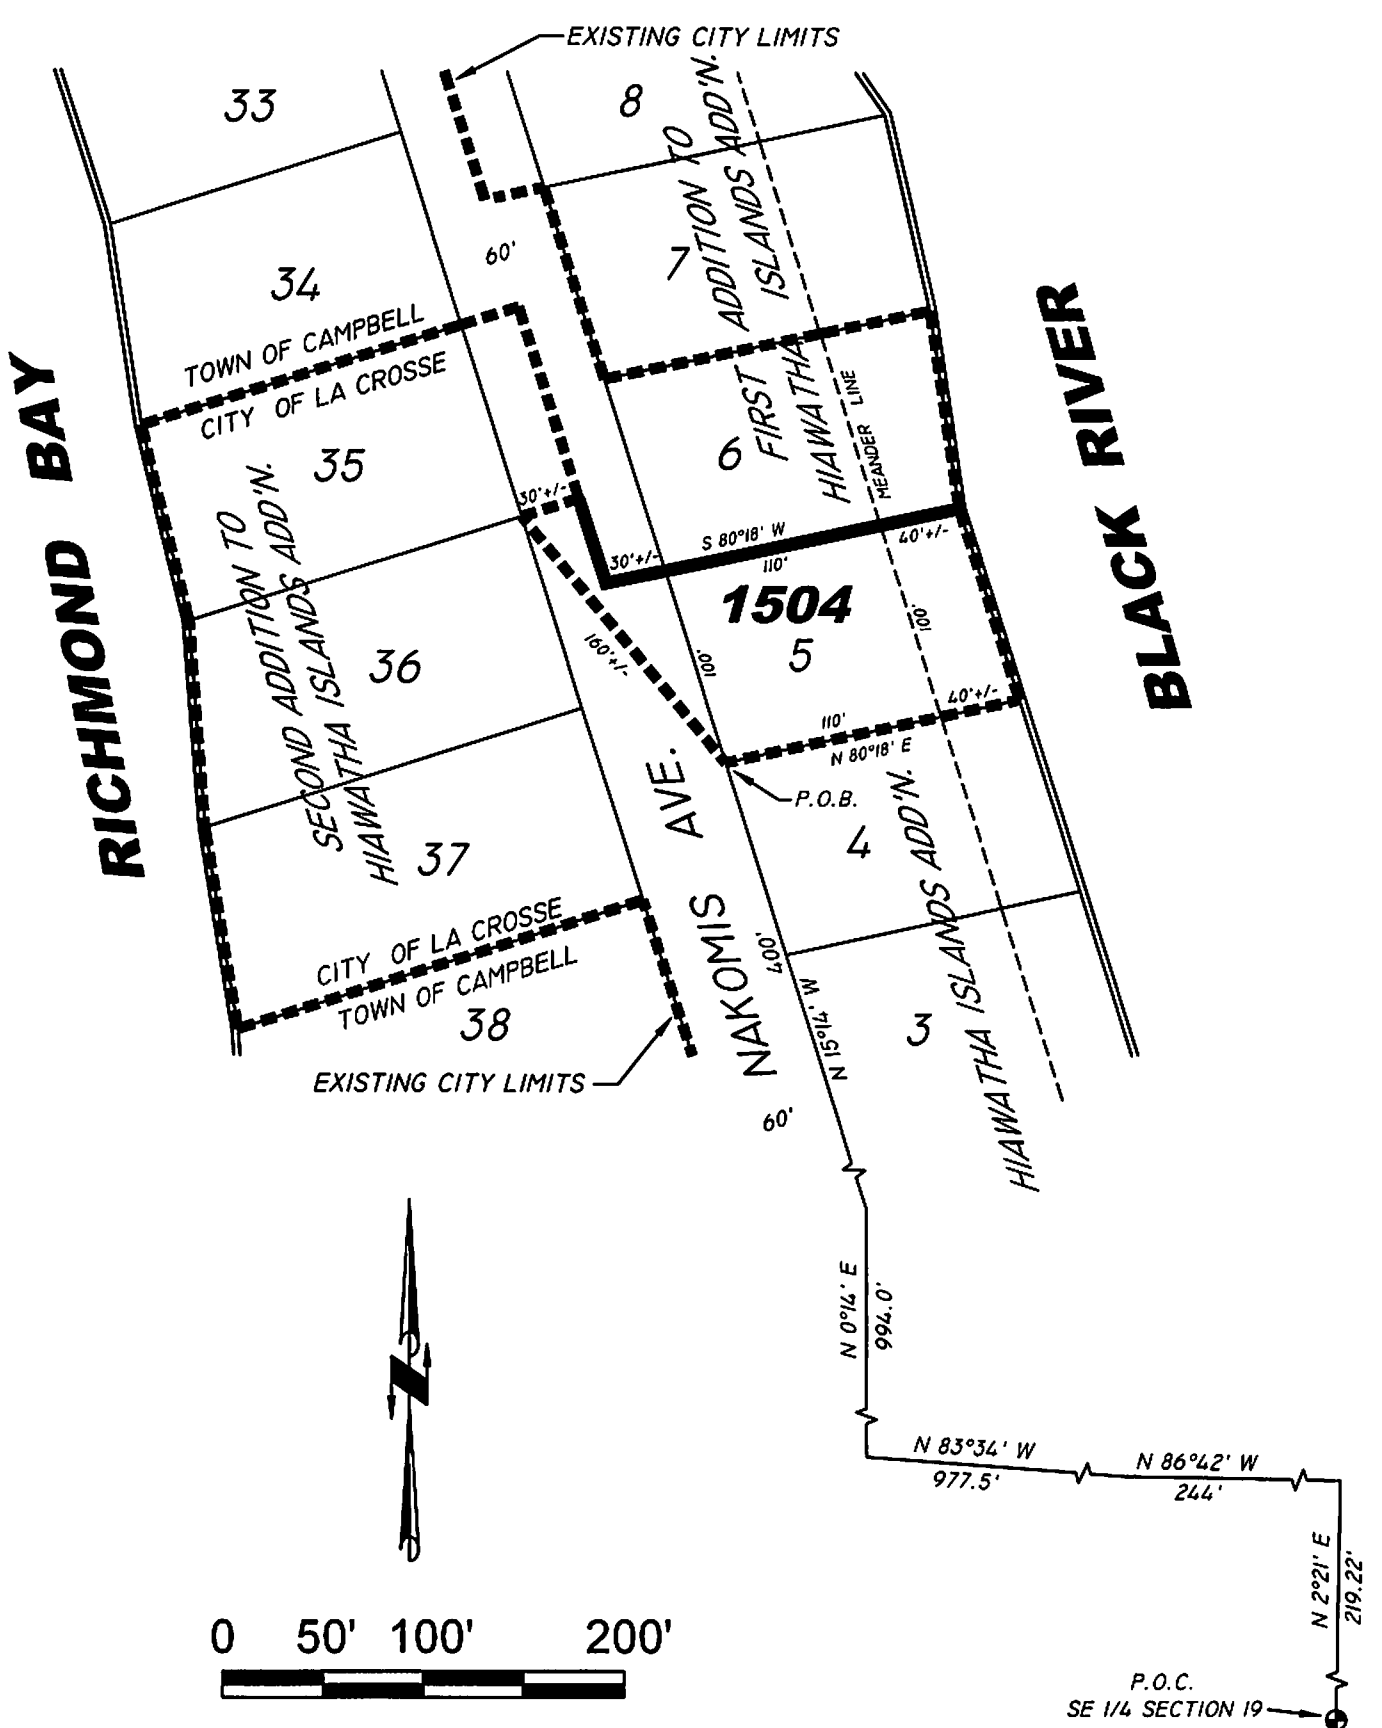 EXISTING CITY LIMITS
33
8
34
60'
7
FIRST ADDITION TO
HIAWATHA ISLANDS ADD'N.
TOWN OF CAMPBELL
CITY OF LA CROSSE
35
6
MEANDER LINE
RICHMOND BAY
BLACK RIVER
SECOND ADDITION TO
HIAWATHA ISLANDS ADD'N.
30'+/-
30'+/-
S 80°18' W
110'
40'+/-
1504
5
100'
100'
160'+/-
36
110'
40'+/-
N 80°18' E
P.O.B.
NAKOMIS AVE.
37
4
HIAWATHA ISLANDS ADD'N.
CITY OF LA CROSSE
TOWN OF CAMPBELL
38
400'
N 15°14' W
3
EXISTING CITY LIMITS
60'
N 0°14' E
994.0'
N
N 83°34' W
977.5'
N 86°42' W
244'
N 2°21' E
219.22'
0 50' 100' 200'
P.O.C.
SE 1/4 SECTION 19